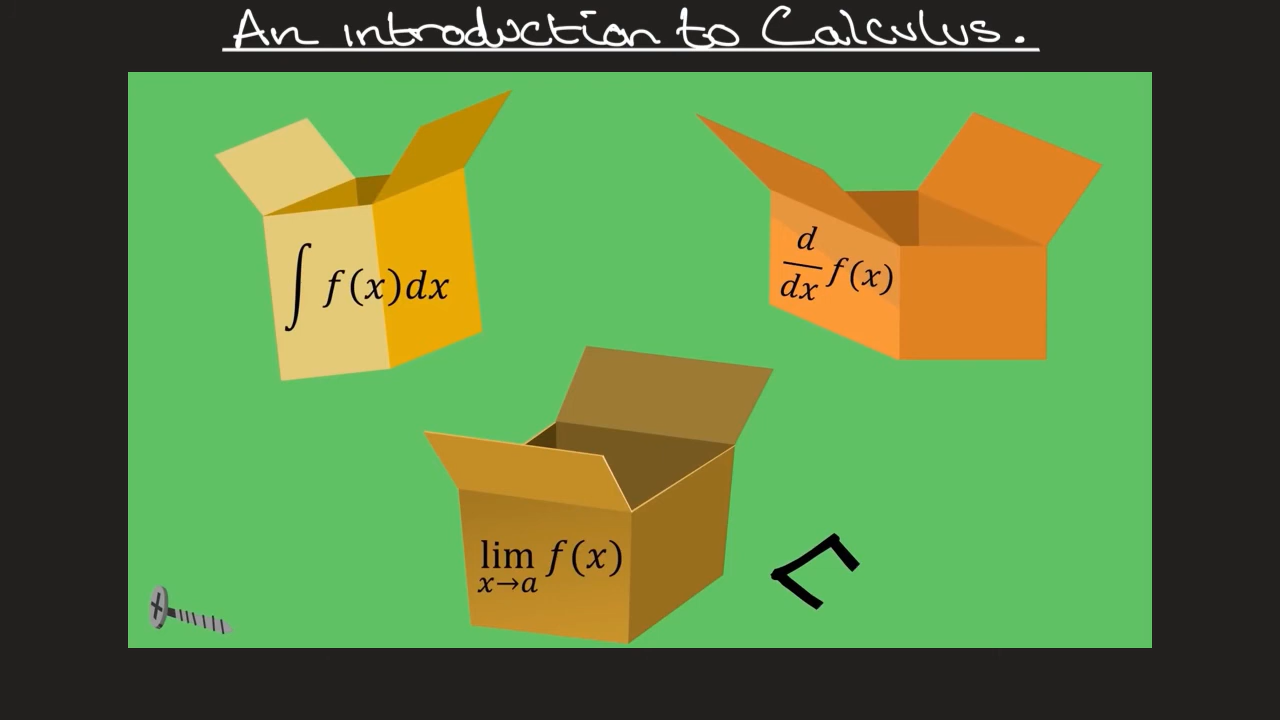 An introduction to Calculus.
∫ f(x)dx
d/dx f(x)
lim x→a f(x)